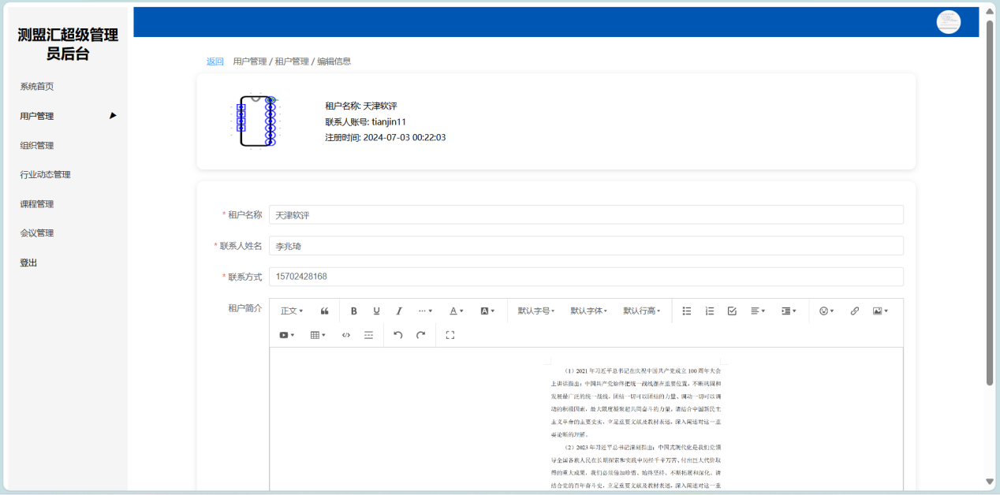 测盟汇超级管理
员后台
系统首页
用户管理
组织管理
行业动态管理
课程管理
会议管理
登出
返回 用户管理 / 租户管理 / 编辑信息
租户名称: 天津软评
联系人账号: tianjin11
注册时间: 2024-07-03 00:22:03
* 租户名称 天津软评
* 联系人姓名 李兆琦
* 联系方式 15702428168
租户简介
正文 B U I ··· A A 默认字号 默认字体 默认行高
（1）2021 年习近平总书记在庆祝中国共产党成立 100 周年大会
上讲话指出：中国共产党始终把统一战线摆在重要位置，不断巩固和
发展最广泛的统一战线，团结一切可以团结的力量、调动一切可以调
动的积极因素，最大限度凝聚起共同奋斗的力量。请结合中国新民主
主义革命的主要史实，立足重要文献及教材表述，深入阐述对这一重
要论断的理解。
（2）2023 年习近平总书记深刻指出：中国式现代化是我们党领
导全国各族人民在长期探索和实践中历经千辛万苦、付出巨大代价取
得的重大成果，我们必须倍加珍惜、始终坚持、不断拓展和深化。请
结合党的百年奋斗史，立足重要文献及教材表述，深入阐述对这一重